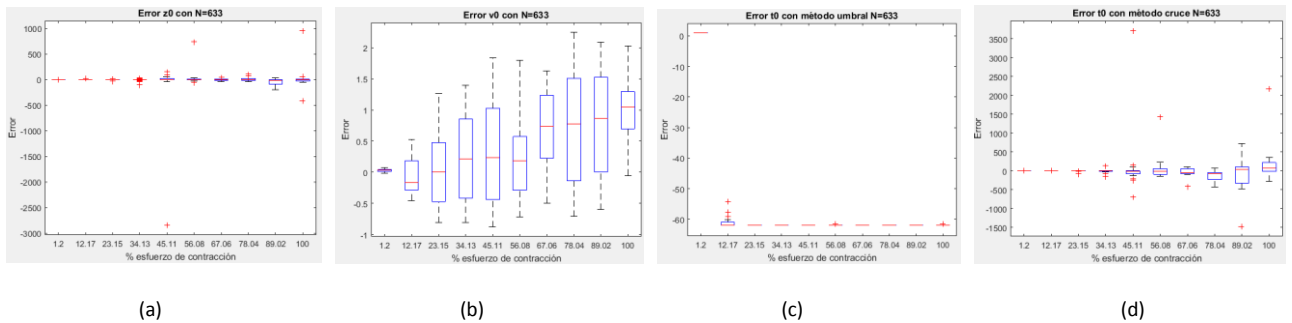 Error z0 con N=633
Error
1000
500
0
-500
-1000
-1500
-2000
-2500
-3000
1.2 12.17 23.15 34.13 45.11 56.08 67.06 78.04 89.02 100
% esfuerzo de contracción
(a)
Error v0 con N=633
Error
2
1.5
1
0.5
0
-0.5
-1
1.2 12.17 23.15 34.13 45.11 56.08 67.06 78.04 89.02 100
% esfuerzo de contracción
(b)
Error t0 con mètodo umbral N=633
Error
0
-10
-20
-30
-40
-50
-60
1.2 12.17 23.15 34.13 45.11 56.08 67.06 78.04 89.02 100
% esfuerzo de contracción
(c)
Error t0 con mètodo cruce N=633
Error
3500
3000
2500
2000
1500
1000
500
0
-500
-1000
-1500
1.2 12.17 23.15 34.13 45.11 56.08 67.06 78.04 89.02 100
% esfuerzo de contracción
(d)